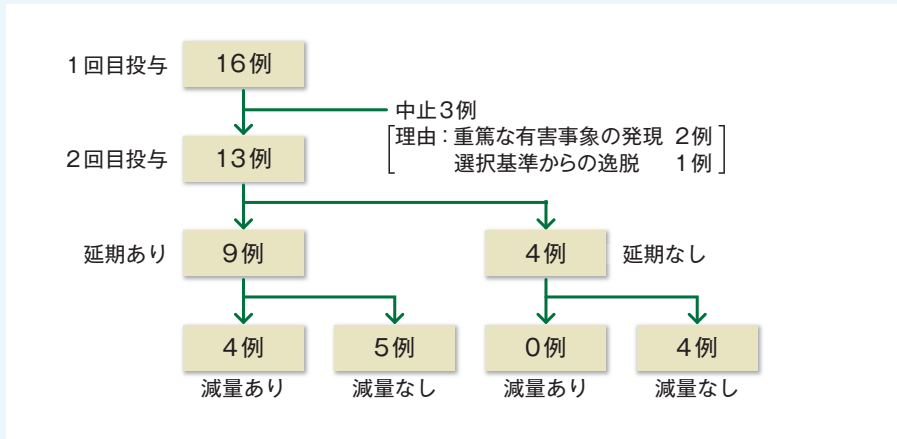 1回目投与 16例
中止3例
理由：重篤な有害事象の発現 2例
選択基準からの逸脱 1例
2回目投与 13例
延期あり 9例 4例 延期なし
4例 5例 0例 4例
減量あり 減量なし 減量あり 減量なし